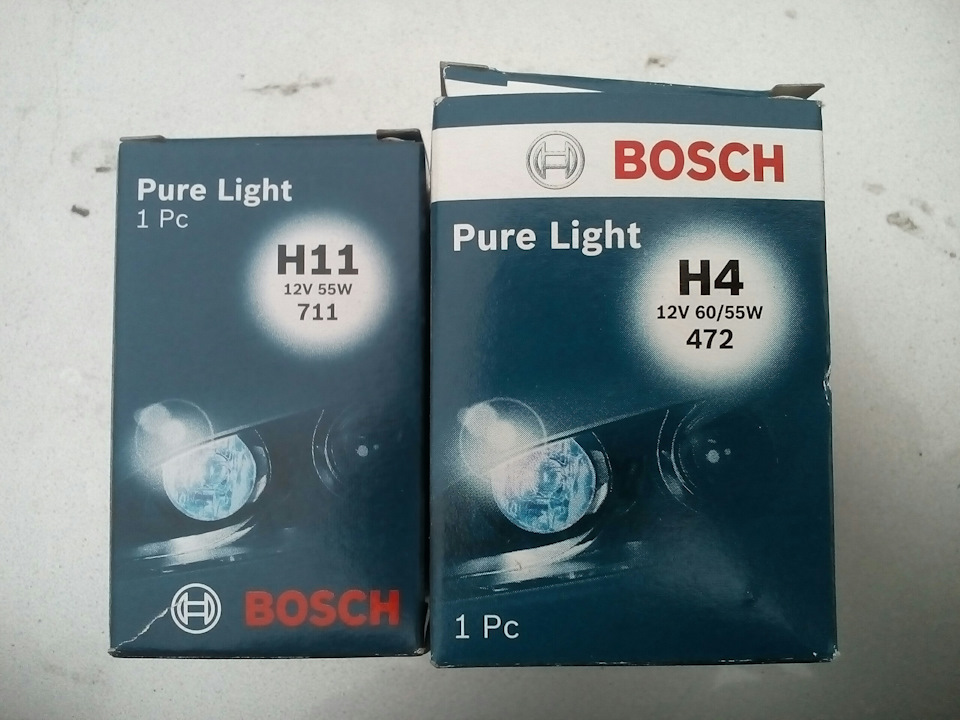 Pure Light
1 Pc
H11
12V 55W
711
BOSCH
BOSCH
Pure Light
H4
12V 60/55W
472
1 Pc